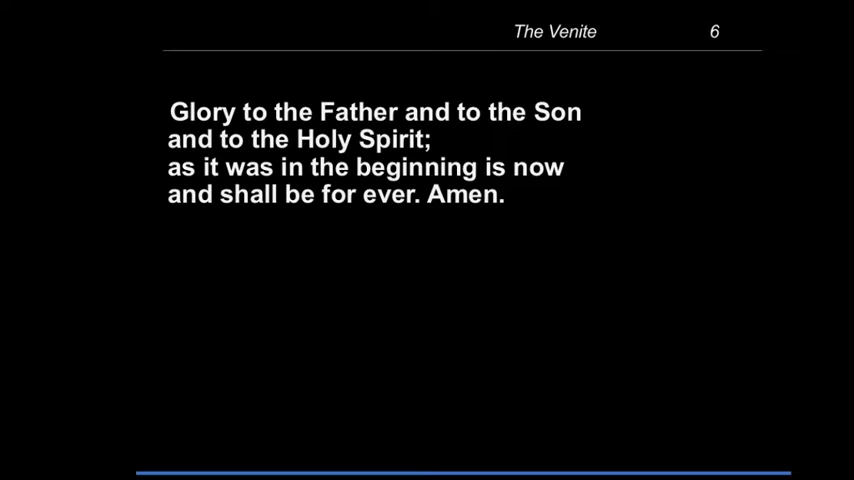 The Venite 6
Glory to the Father and to the Son
and to the Holy Spirit;
as it was in the beginning is now
and shall be for ever. Amen.